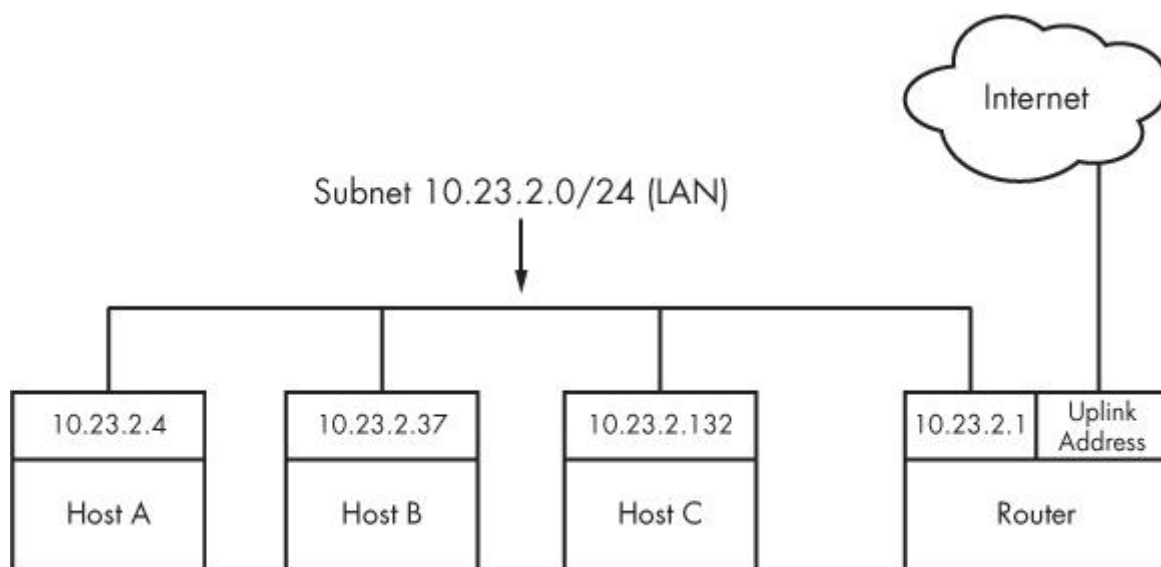 Internet
Subnet 10.23.2.0/24 (LAN)
10.23.2.4
10.23.2.37
10.23.2.132
10.23.2.1
Uplink
Address
Host A
Host B
Host C
Router